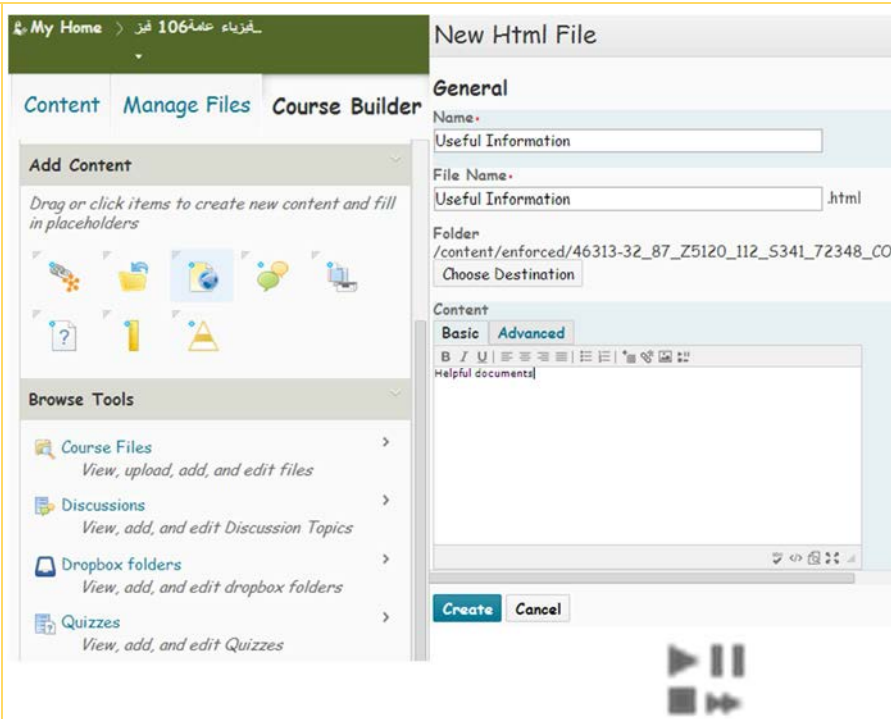 My Home
فيزياء عامة106 فيز_
Content Manage Files Course Builder
Add Content
Drag or click items to create new content and fill
in placeholders
Browse Tools
Course Files
View, upload, add, and edit files
Discussions
View, add, and edit Discussion Topics
Dropbox folders
View, add, and edit dropbox folders
Quizzes
View, add, and edit Quizzes
New Html File
General
Name
Useful Information
File Name
Useful Information .html
Folder
/content/enforced/46313-32_87_Z5120_112_S341_72348_CO
Choose Destination
Content
Basic Advanced
B I U
Helpful documents
Create Cancel